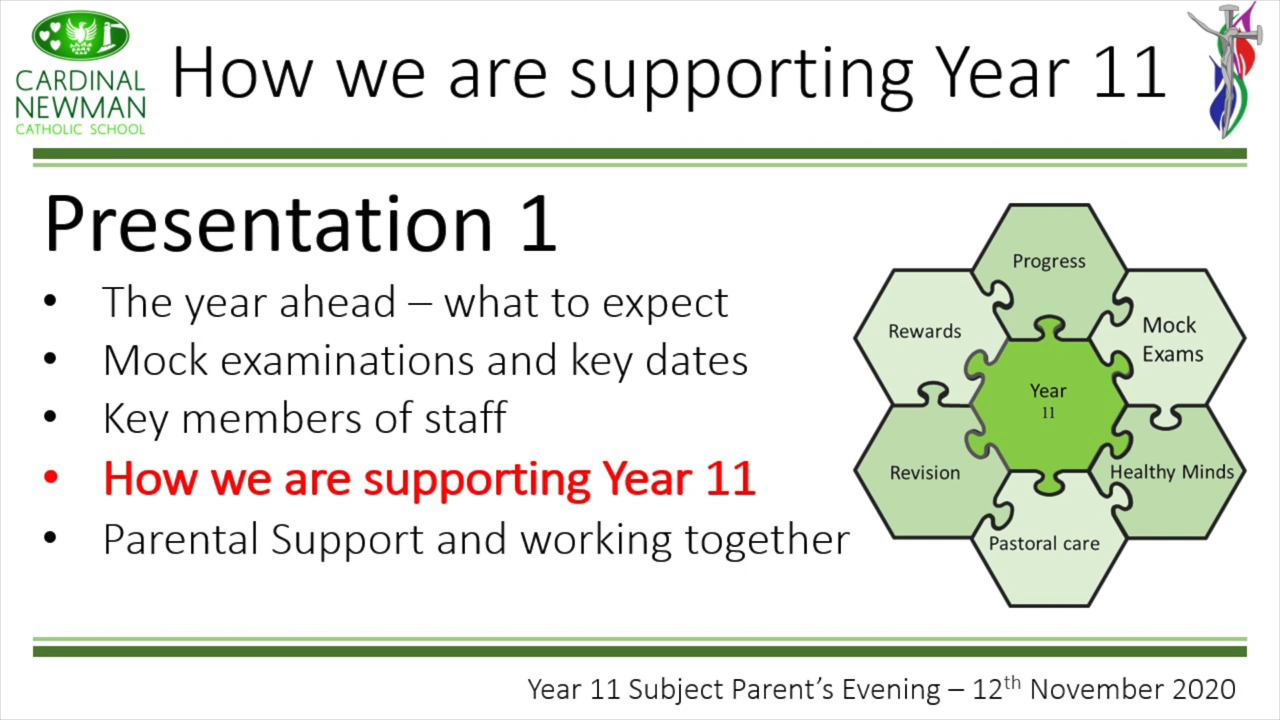 CARDINAL
NEWMAN
CATHOLIC SCHOOL
How we are supporting Year 11
Presentation 1
• The year ahead – what to expect
• Mock examinations and key dates
• Key members of staff
• How we are supporting Year 11
• Parental Support and working together
Progress
Rewards
Mock
Exams
Year
11
Revision
Healthy Minds
Pastoral care
Year 11 Subject Parent’s Evening – 12th November 2020